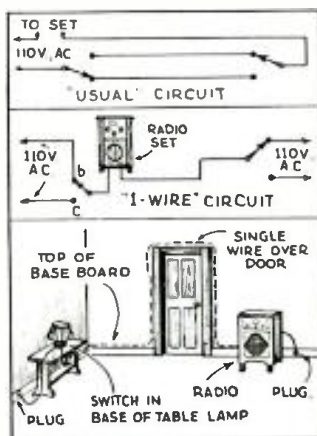 TO SET
110V. AC
"USUAL" CIRCUIT
RADIO
SET
110V
AC
b
C
110V
AC
"1-WIRE" CIRCUIT
SINGLE
WIRE OVER
DOOR
TOP OF
BASE BOARD
PLUG
SWITCH IN
BASE OF TABLE LAMP
RADIO
PLUG